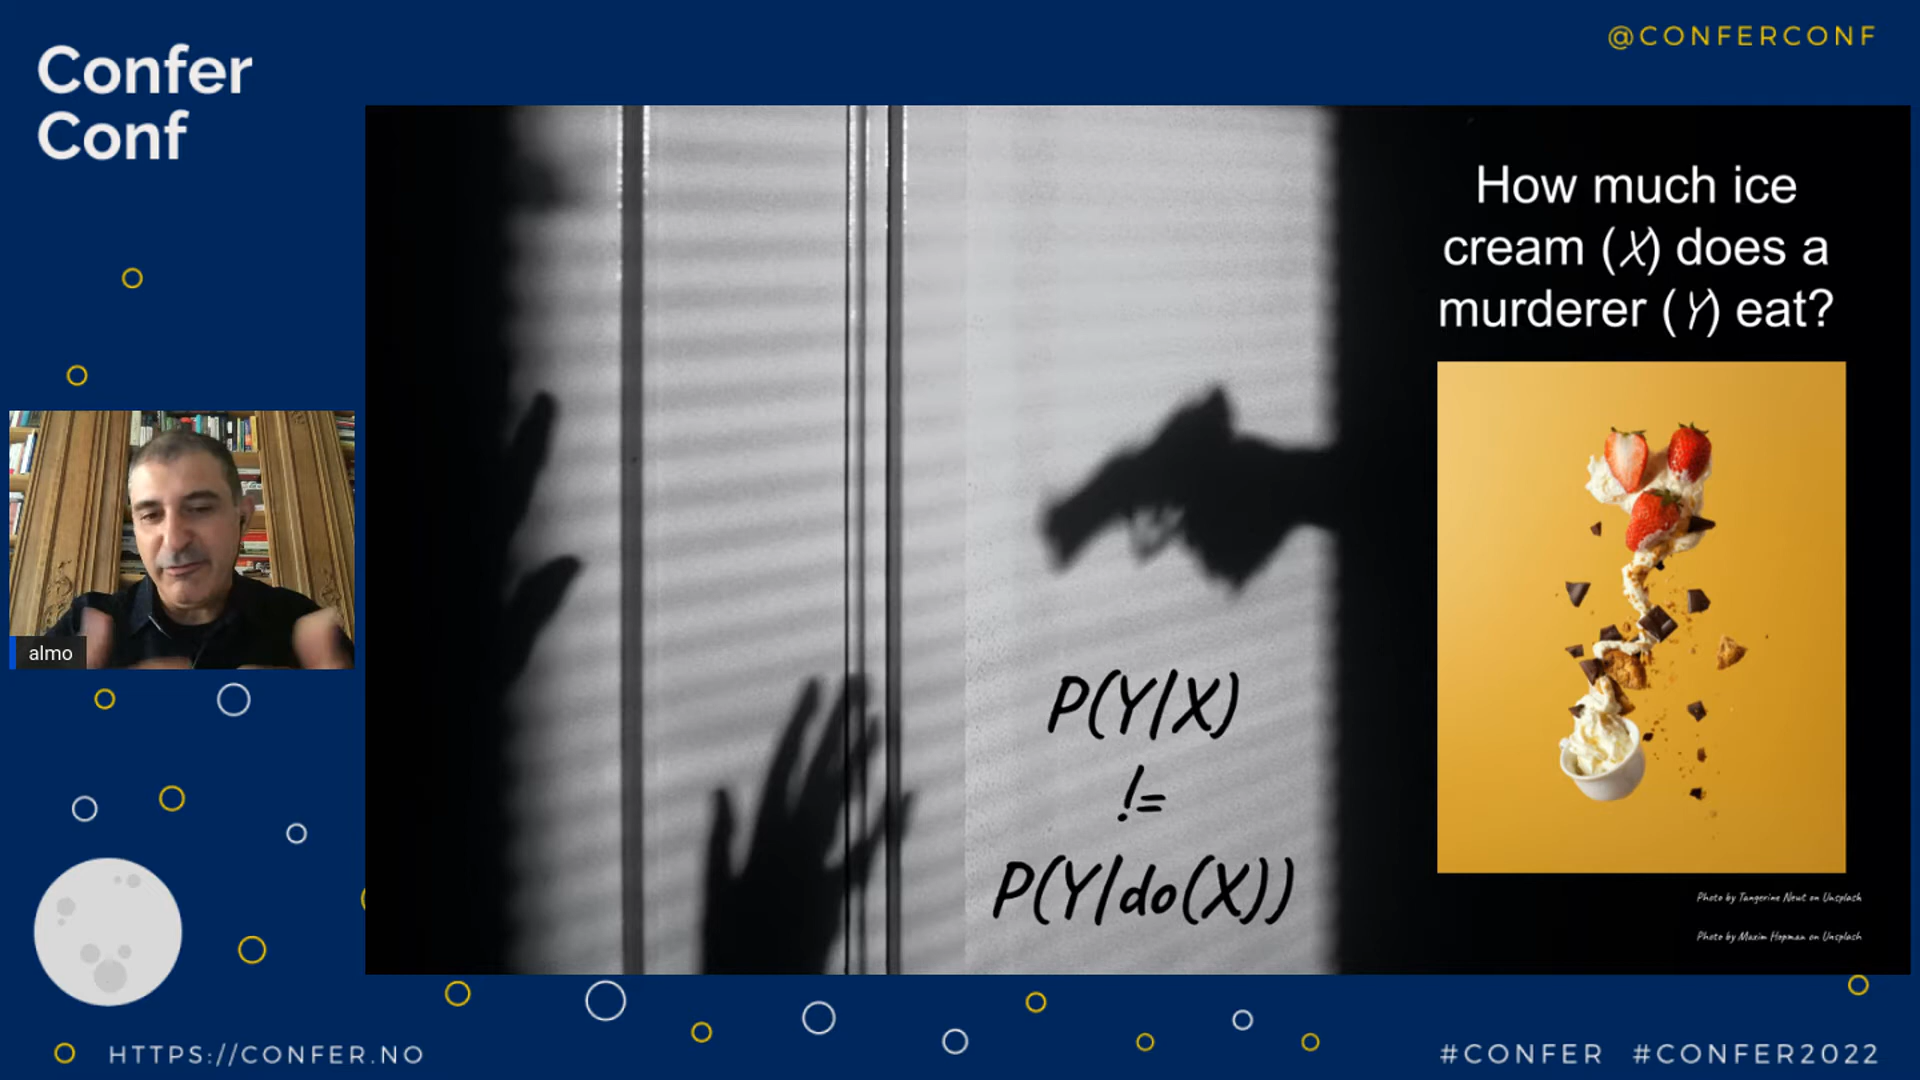 Confer
Conf
@CONFERCONF
How much ice
cream (X) does a
murderer (Y) eat?
almo
P(Y|X)
!=
P(Y|do(X))
Photo by Tangerine Newt on Unsplash
Photo by Maxim Hopman on Unsplash
HTTPS://CONFER.NO
#CONFER #CONFER2022